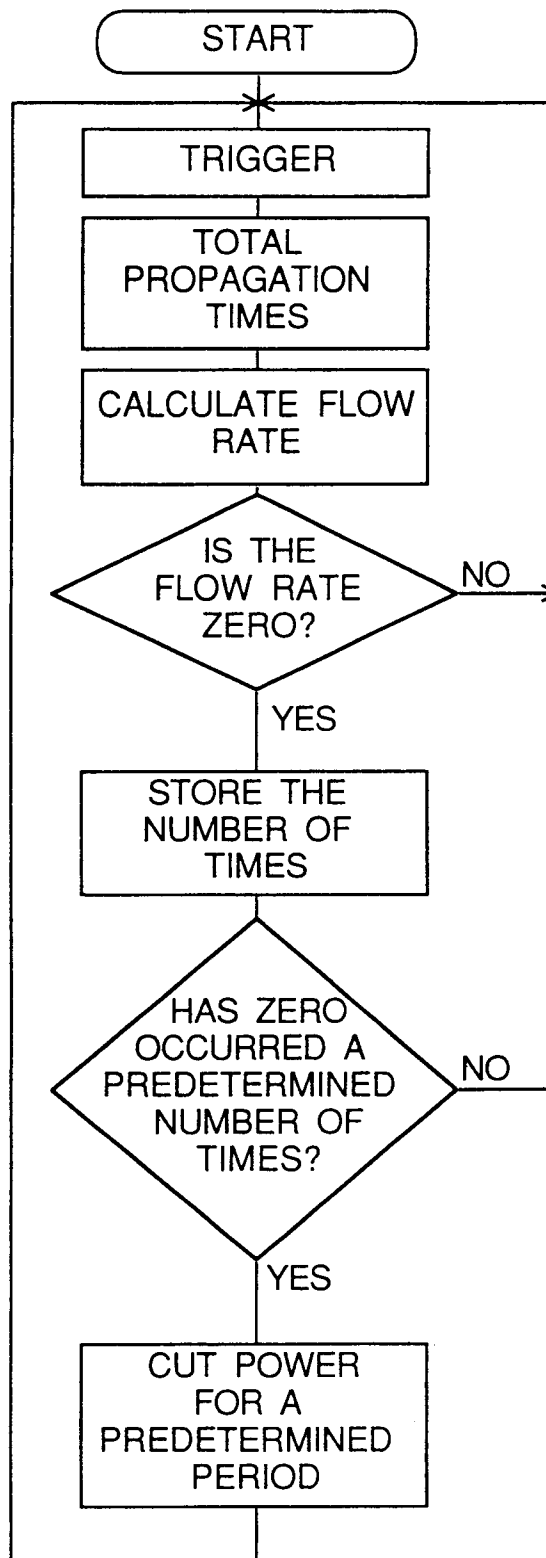 START
TRIGGER
TOTAL
PROPAGATION
TIMES
CALCULATE FLOW
RATE
IS THE
FLOW RATE
ZERO?
NO
YES
STORE THE
NUMBER OF
TIMES
HAS ZERO
OCCURRED A
PREDETERMINED
NUMBER OF
TIMES?
NO
YES
CUT POWER
FOR A
PREDETERMINED
PERIOD